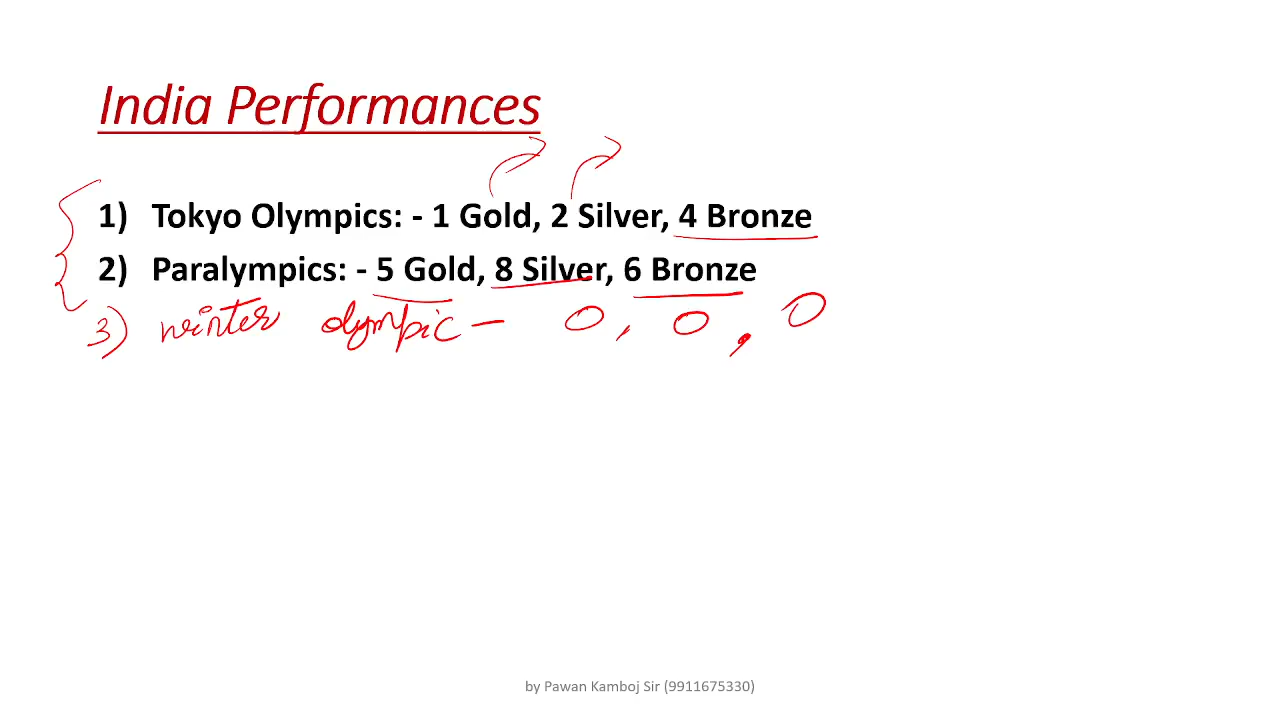 India Performances
1) Tokyo Olympics: - 1 Gold, 2 Silver, 4 Bronze
2) Paralympics: - 5 Gold, 8 Silver, 6 Bronze
3) winter olympic - 0, 0, 0
by Pawan Kamboj Sir (9911675330)